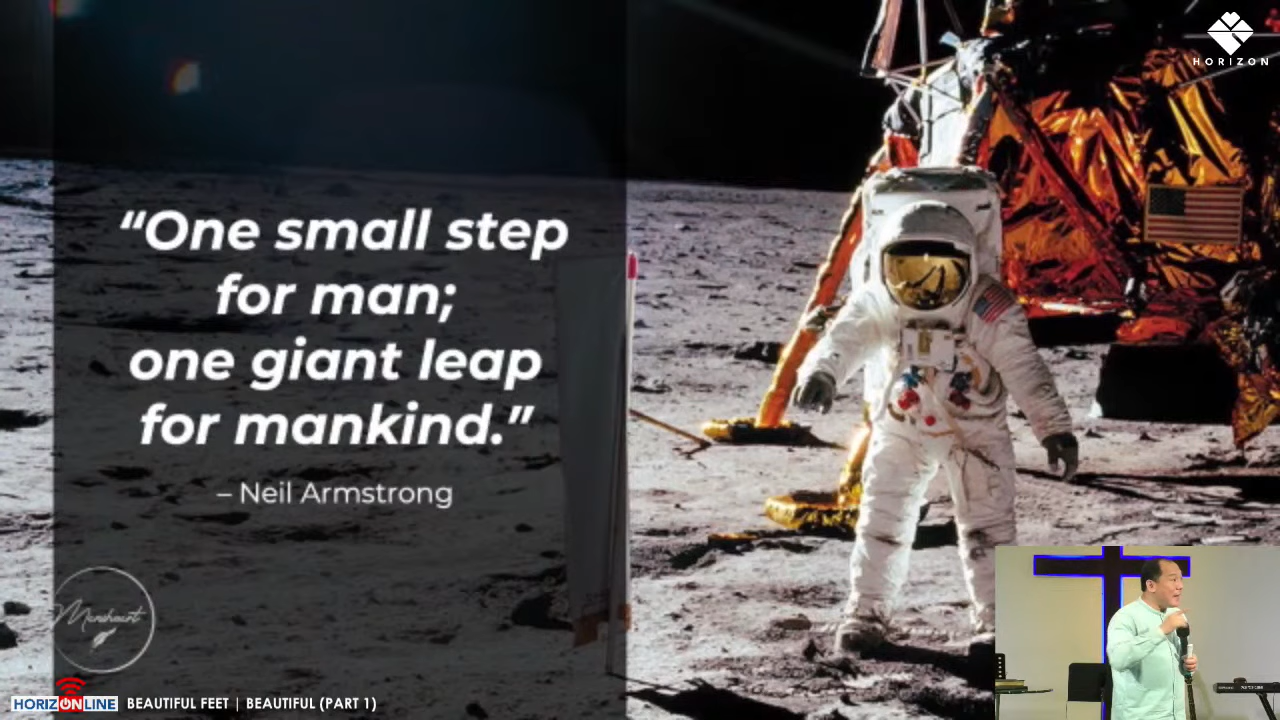 HORIZON
“One small step
for man;
one giant leap
for mankind.”
– Neil Armstrong
HORIZONLINE BEAUTIFUL FEET | BEAUTIFUL (PART 1)